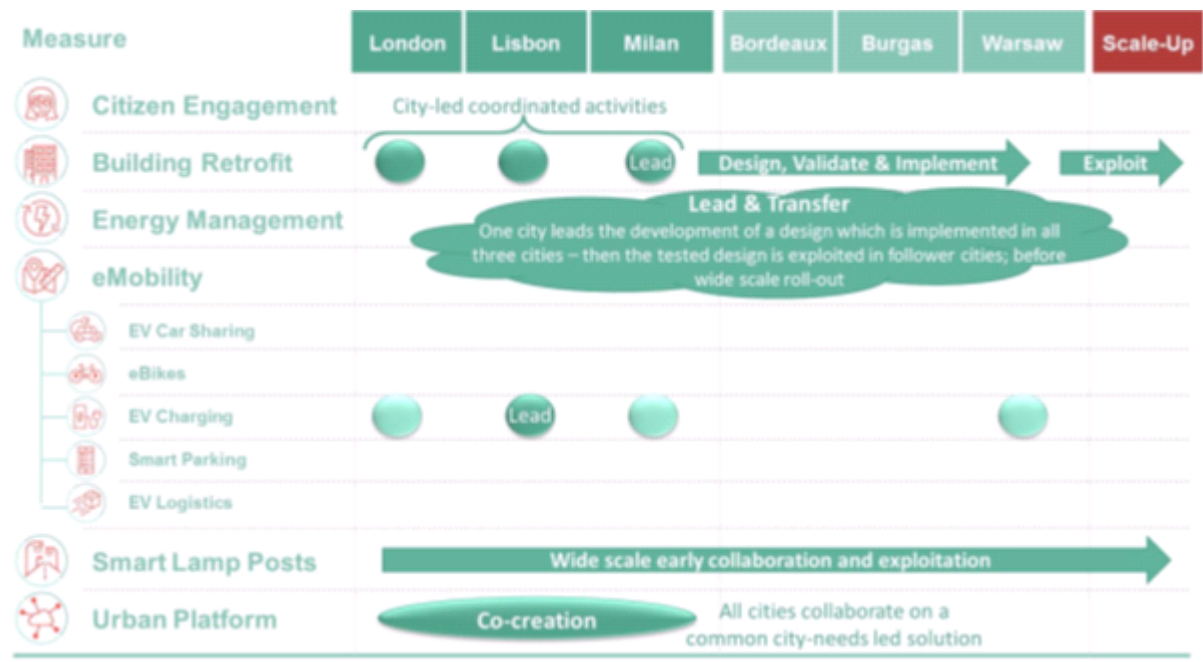 Measure London Lisbon Milan Bordeaux Burgas Warsaw Scale-Up
Citizen Engagement City-led coordinated activities
Building Retrofit Lead Design, Validate & Implement Exploit
Energy Management
Lead & Transfer
One city leads the development of a design which is implemented in all
three cities – then the tested design is exploited in follower cities; before
wide scale roll-out
eMobility
EV Car Sharing
eBikes
EV Charging Lead
Smart Parking
EV Logistics
Smart Lamp Posts Wide scale early collaboration and exploitation
Urban Platform Co-creation
All cities collaborate on a
common city-needs led solution